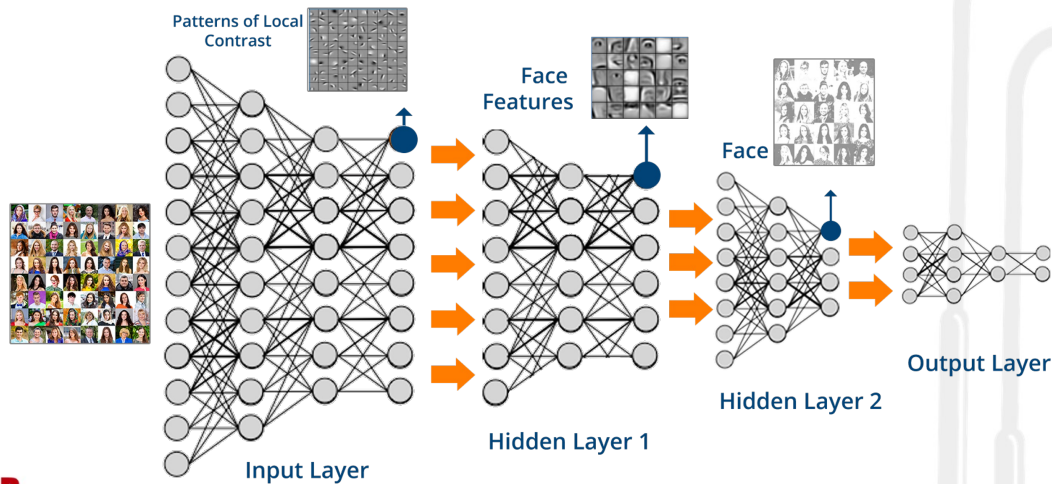 Patterns of Local
Contrast
Face
Features
Face
Input Layer
Hidden Layer 1
Hidden Layer 2
Output Layer